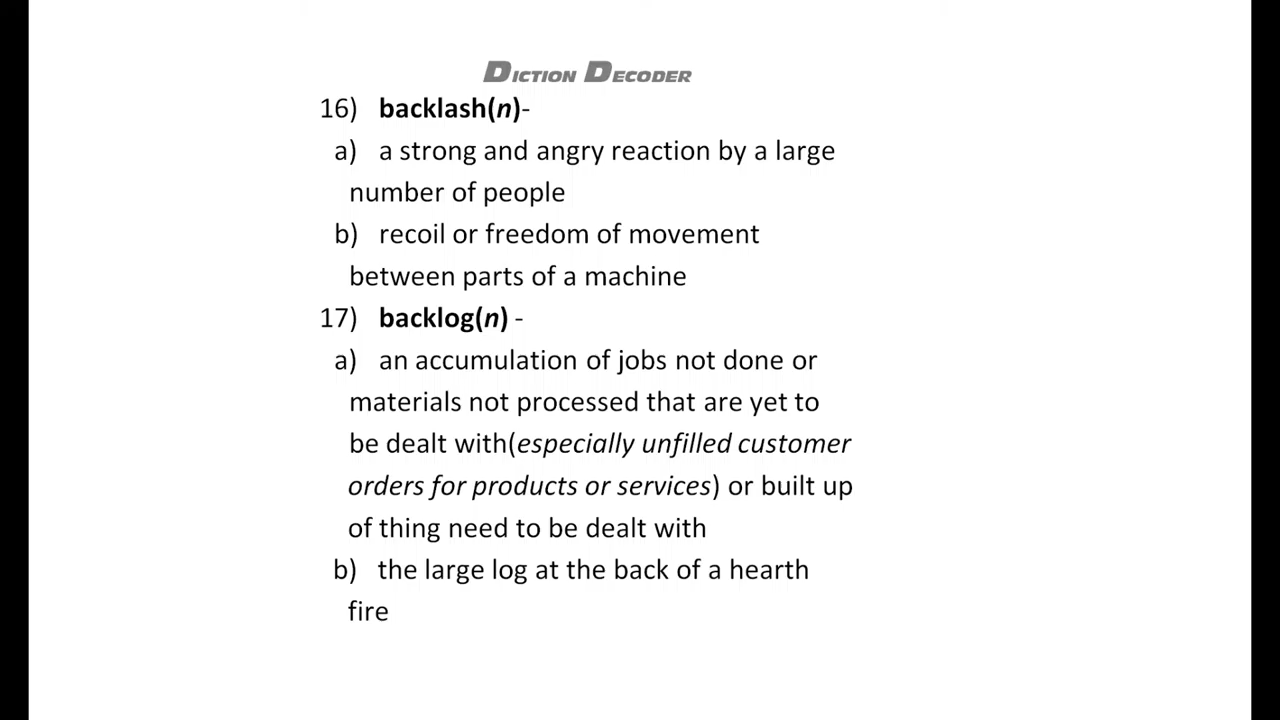 DICTION DECODER
16) backlash(n)-
a) a strong and angry reaction by a large
number of people
b) recoil or freedom of movement
between parts of a machine
17) backlog(n) -
a) an accumulation of jobs not done or
materials not processed that are yet to
be dealt with(especially unfilled customer
orders for products or services) or built up
of thing need to be dealt with
b) the large log at the back of a hearth
fire